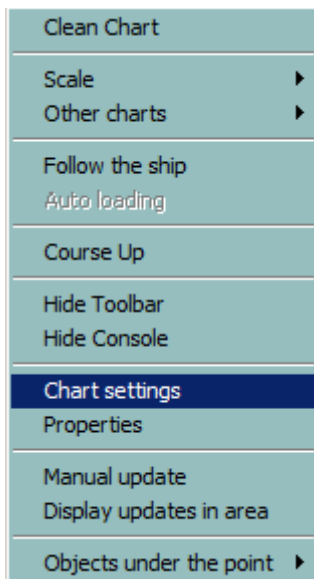 Clean Chart
Scale
Other charts
Follow the ship
Auto loading
Course Up
Hide Toolbar
Hide Console
Chart settings
Properties
Manual update
Display updates in area
Objects under the point